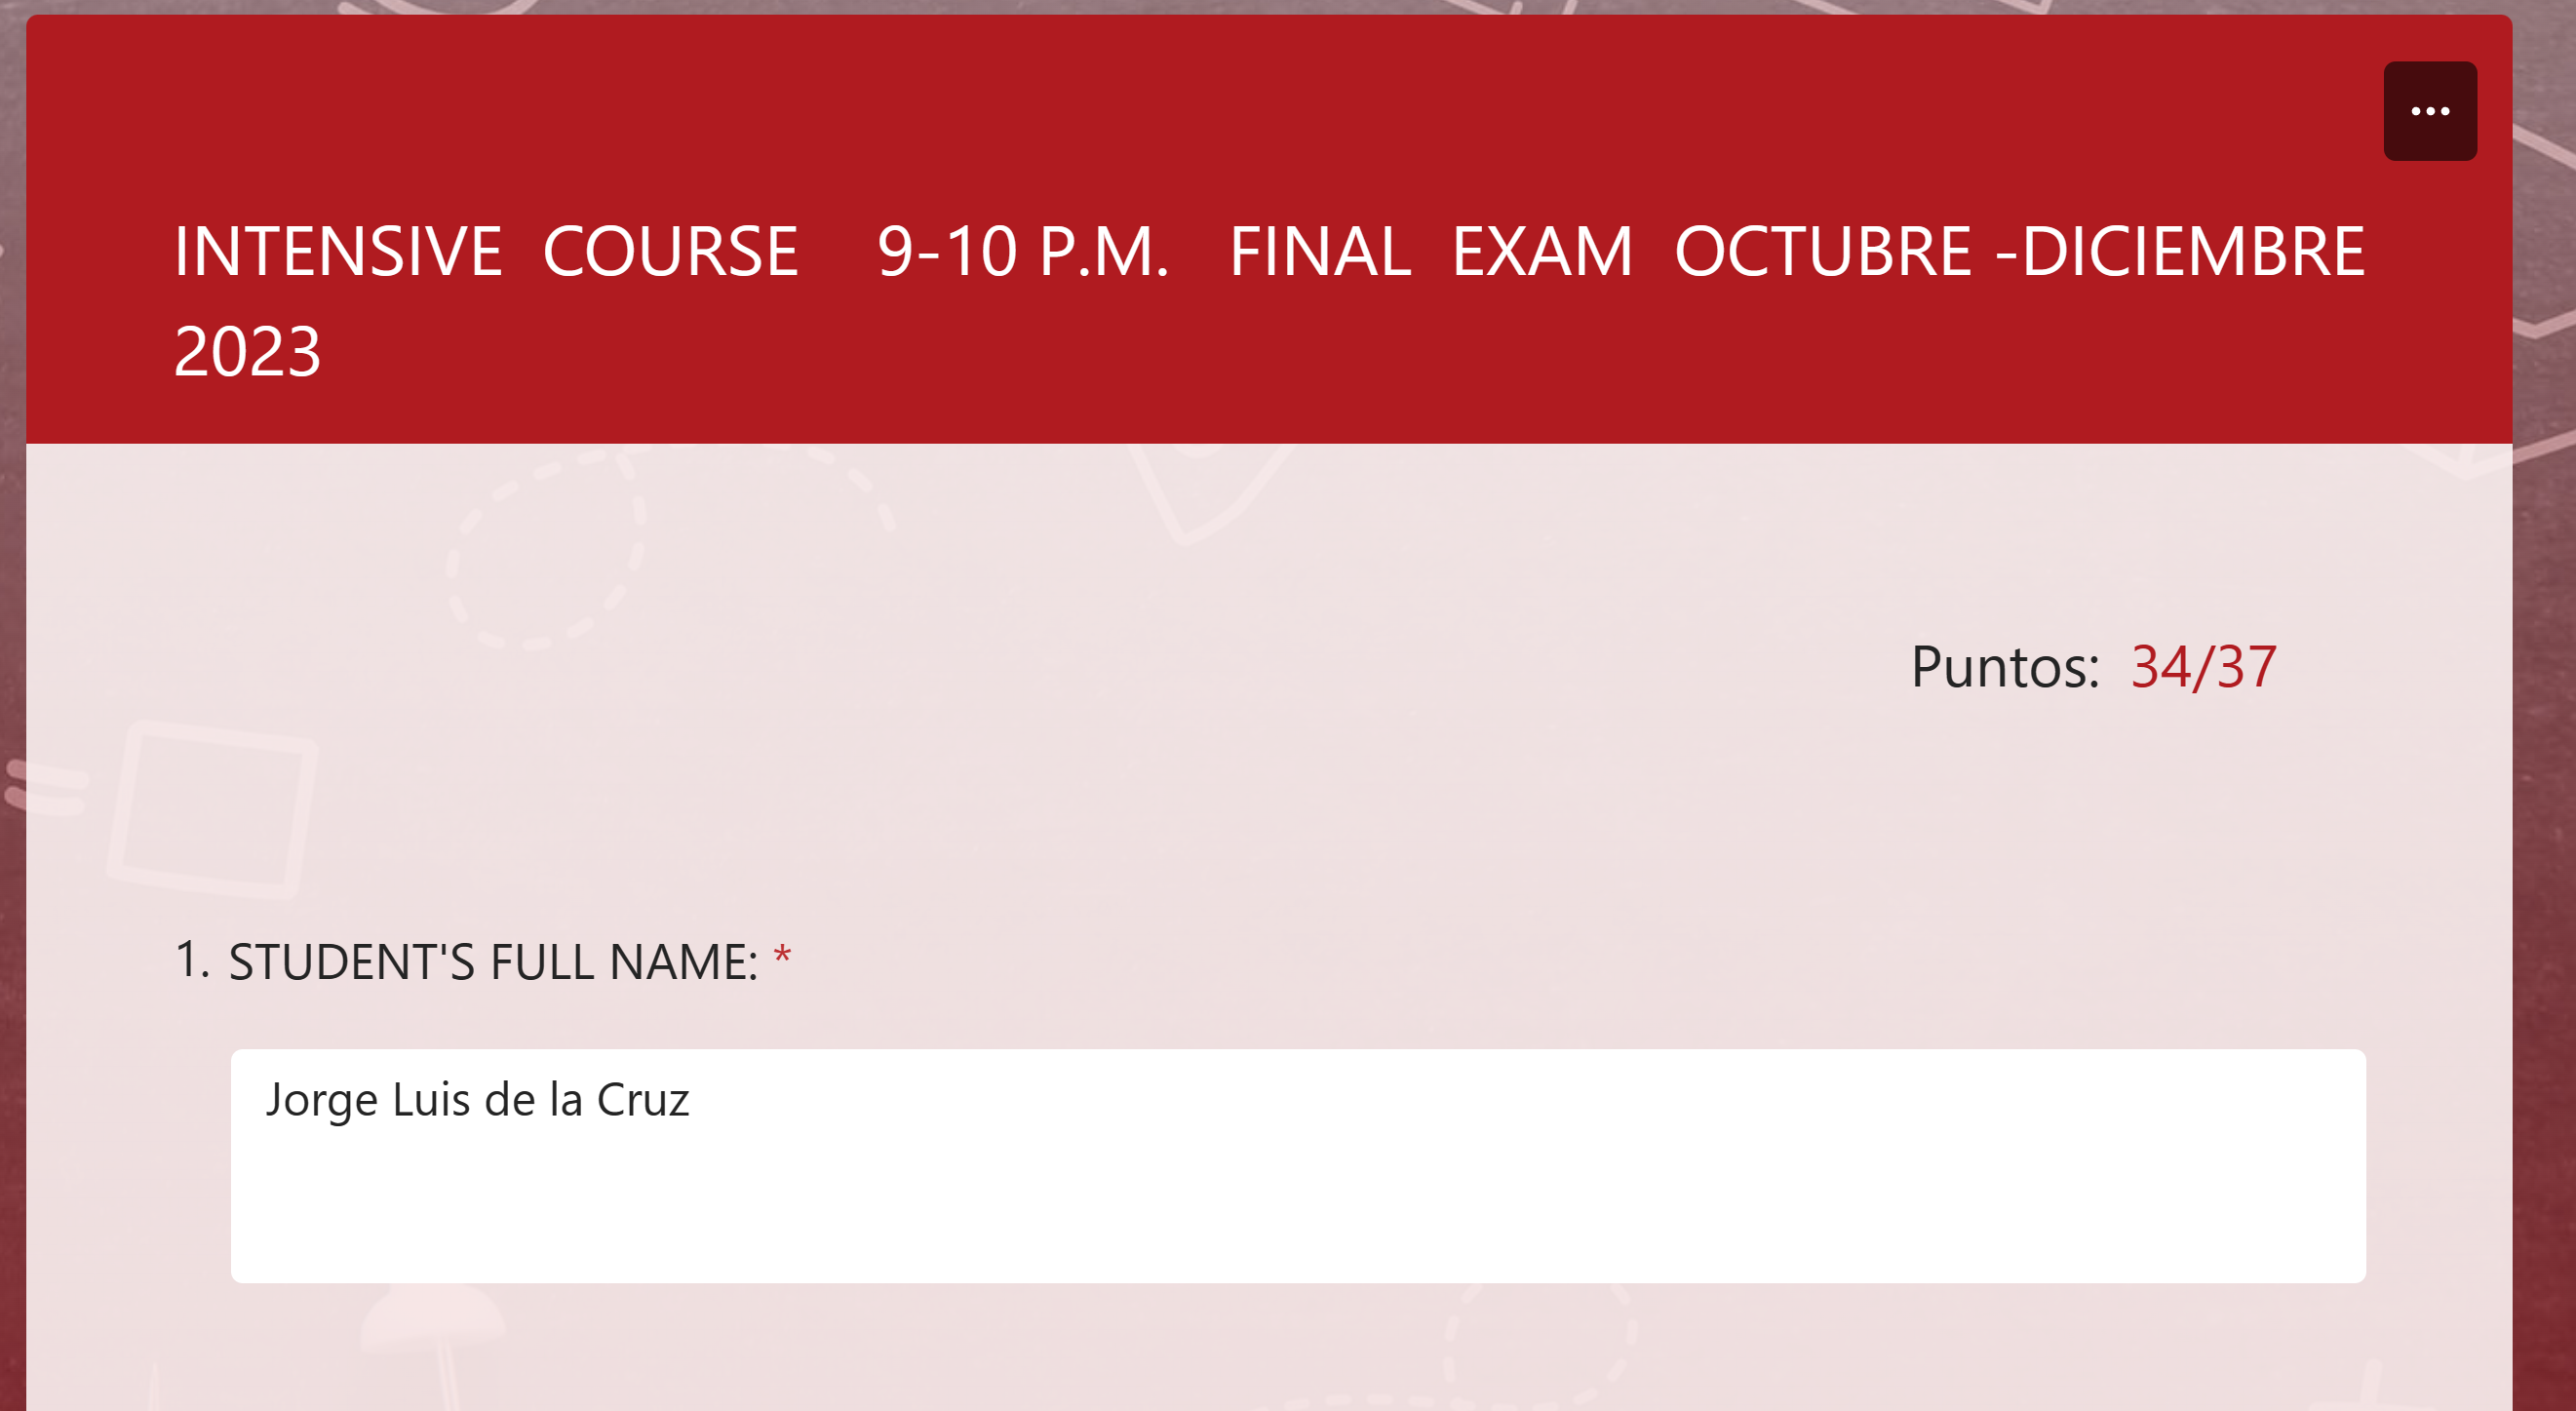 INTENSIVE COURSE 9-10 P.M. FINAL EXAM OCTUBRE -DICIEMBRE
2023
Puntos: 34/37
1. STUDENT'S FULL NAME: *
Jorge Luis de la Cruz